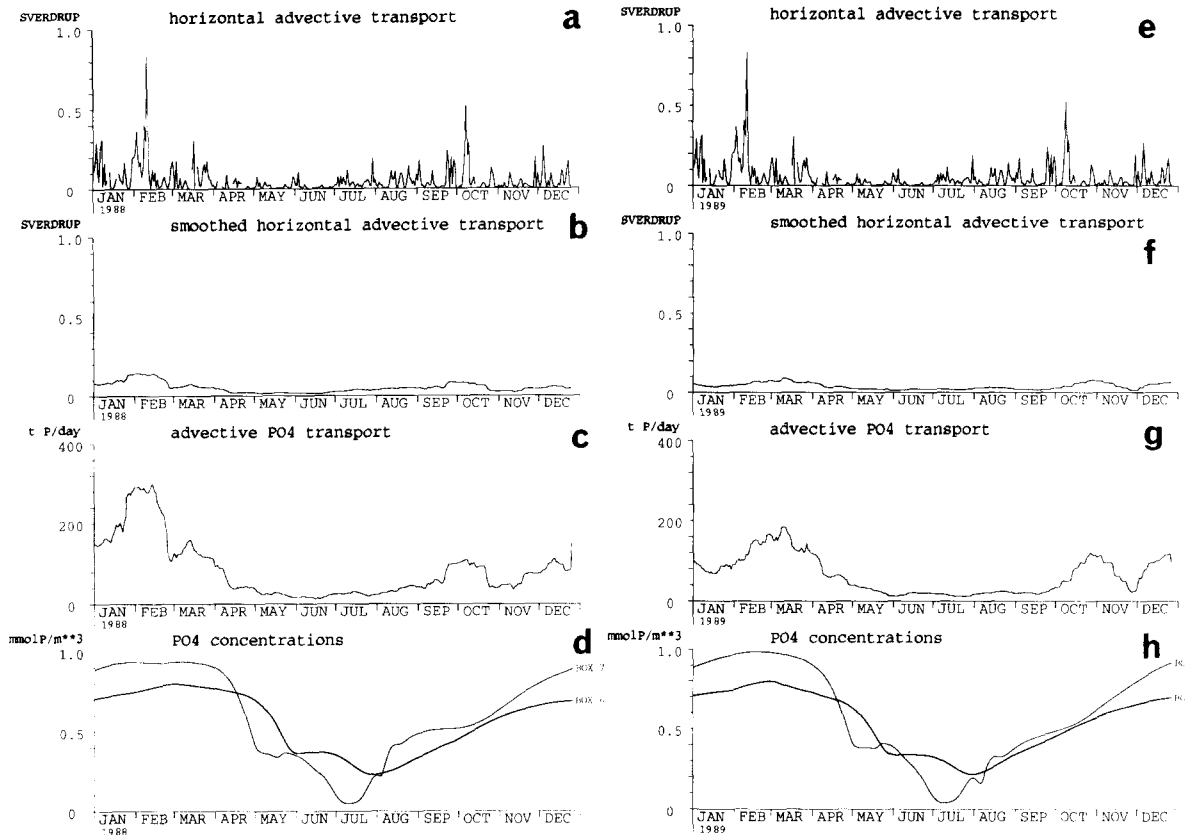 SVERDRUP horizontal advective transport a
1.0
0.5
0
JAN FEB MAR APR MAY JUN JUL AUG SEP OCT NOV DEC
1988
SVERDRUP smoothed horizontal advective transport b
1.0
0.5
0
JAN FEB MAR APR MAY JUN JUL AUG SEP OCT NOV DEC
1988
t P/day advective PO4 transport c
400
200
0
JAN FEB MAR APR MAY JUN JUL AUG SEP OCT NOV DEC
1988
mmolP/m**3 PO4 concentrations d
1.0
BOX 7
BOX 6
0.5
0
JAN FEB MAR APR MAY JUN JUL AUG SEP OCT NOV DEC
1988
SVERDRUP horizontal advective transport e
1.0
0.5
0
JAN FEB MAR APR MAY JUN JUL AUG SEP OCT NOV DEC
1989
SVERDRUP smoothed horizontal advective transport f
1.0
0.5
0
JAN FEB MAR APR MAY JUN JUL AUG SEP OCT NOV DEC
1989
t P/day advective PO4 transport g
400
200
0
JAN FEB MAR APR MAY JUN JUL AUG SEP OCT NOV DEC
1989
mmolP/m**3 PO4 concentrations h
1.0
0.5
0
JAN FEB MAR APR MAY JUN JUL AUG SEP OCT NOV DEC
1989